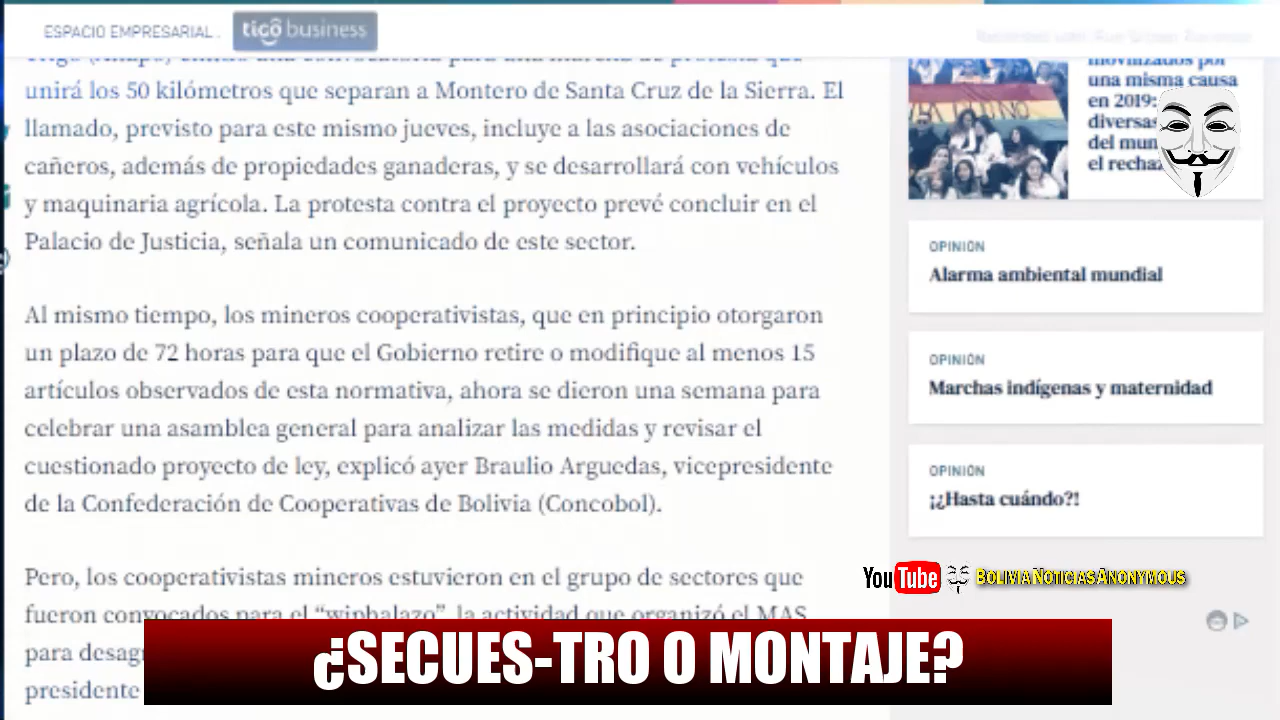 ESPACIO EMPRESARIAL .
tigo business
unirá los 50 kilómetros que separan a Montero de Santa Cruz de la Sierra. El
llamado, previsto para este mismo jueves, incluye a las asociaciones de
cañeros, además de propiedades ganaderas, y se desarrollará con vehículos
y maquinaria agrícola. La protesta contra el proyecto prevé concluir en el
Palacio de Justicia, señala un comunicado de este sector.
Al mismo tiempo, los mineros cooperativistas, que en principio otorgaron
un plazo de 72 horas para que el Gobierno retire o modifique al menos 15
artículos observados de esta normativa, ahora se dieron una semana para
celebrar una asamblea general para analizar las medidas y revisar el
cuestionado proyecto de ley, explicó ayer Braulio Arguedas, vicepresidente
de la Confederación de Cooperativas de Bolivia (Concobol).
Pero, los cooperativistas mineros estuvieron en el grupo de sectores que
fueron convocados para el “wiphalazo”, la actividad que organizó el MAS
para
presidente
movilizados por
una misma causa
en 2019:
del
el
OPINIÓN
Alarma ambiental mundial
OPINIÓN
Marchas indígenas y maternidad
OPINIÓN
¡¿Hasta cuándo?!
YouTube BOLIVIANOTICIASANONYMOUS
¿SECUES-TRO O MONTAJE?